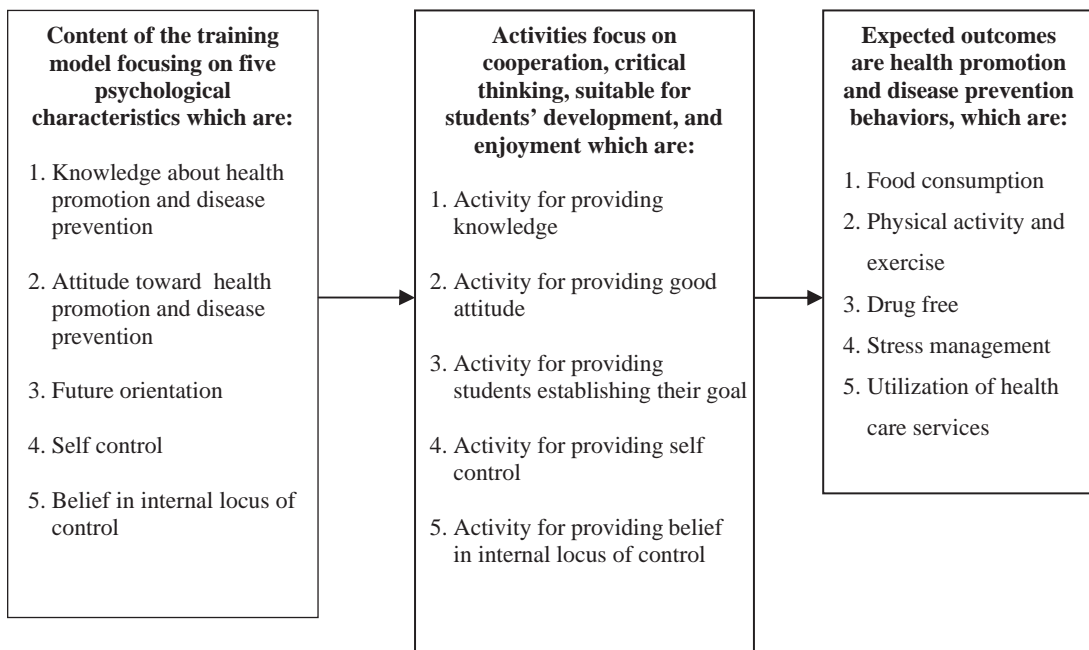 Content of the training
model focusing on five
psychological
characteristics which are:
1. Knowledge about health
promotion and disease
prevention
2. Attitude toward health
promotion and disease
prevention
3. Future orientation
4. Self control
5. Belief in internal locus of
control
Activities focus on
cooperation, critical
thinking, suitable for
students’ development, and
enjoyment which are:
1. Activity for providing
knowledge
2. Activity for providing good
attitude
3. Activity for providing
students establishing their goal
4. Activity for providing self
control
5. Activity for providing belief
in internal locus of control
Expected outcomes
are health promotion
and disease prevention
behaviors, which are:
1. Food consumption
2. Physical activity and
exercise
3. Drug free
4. Stress management
5. Utilization of health
care services